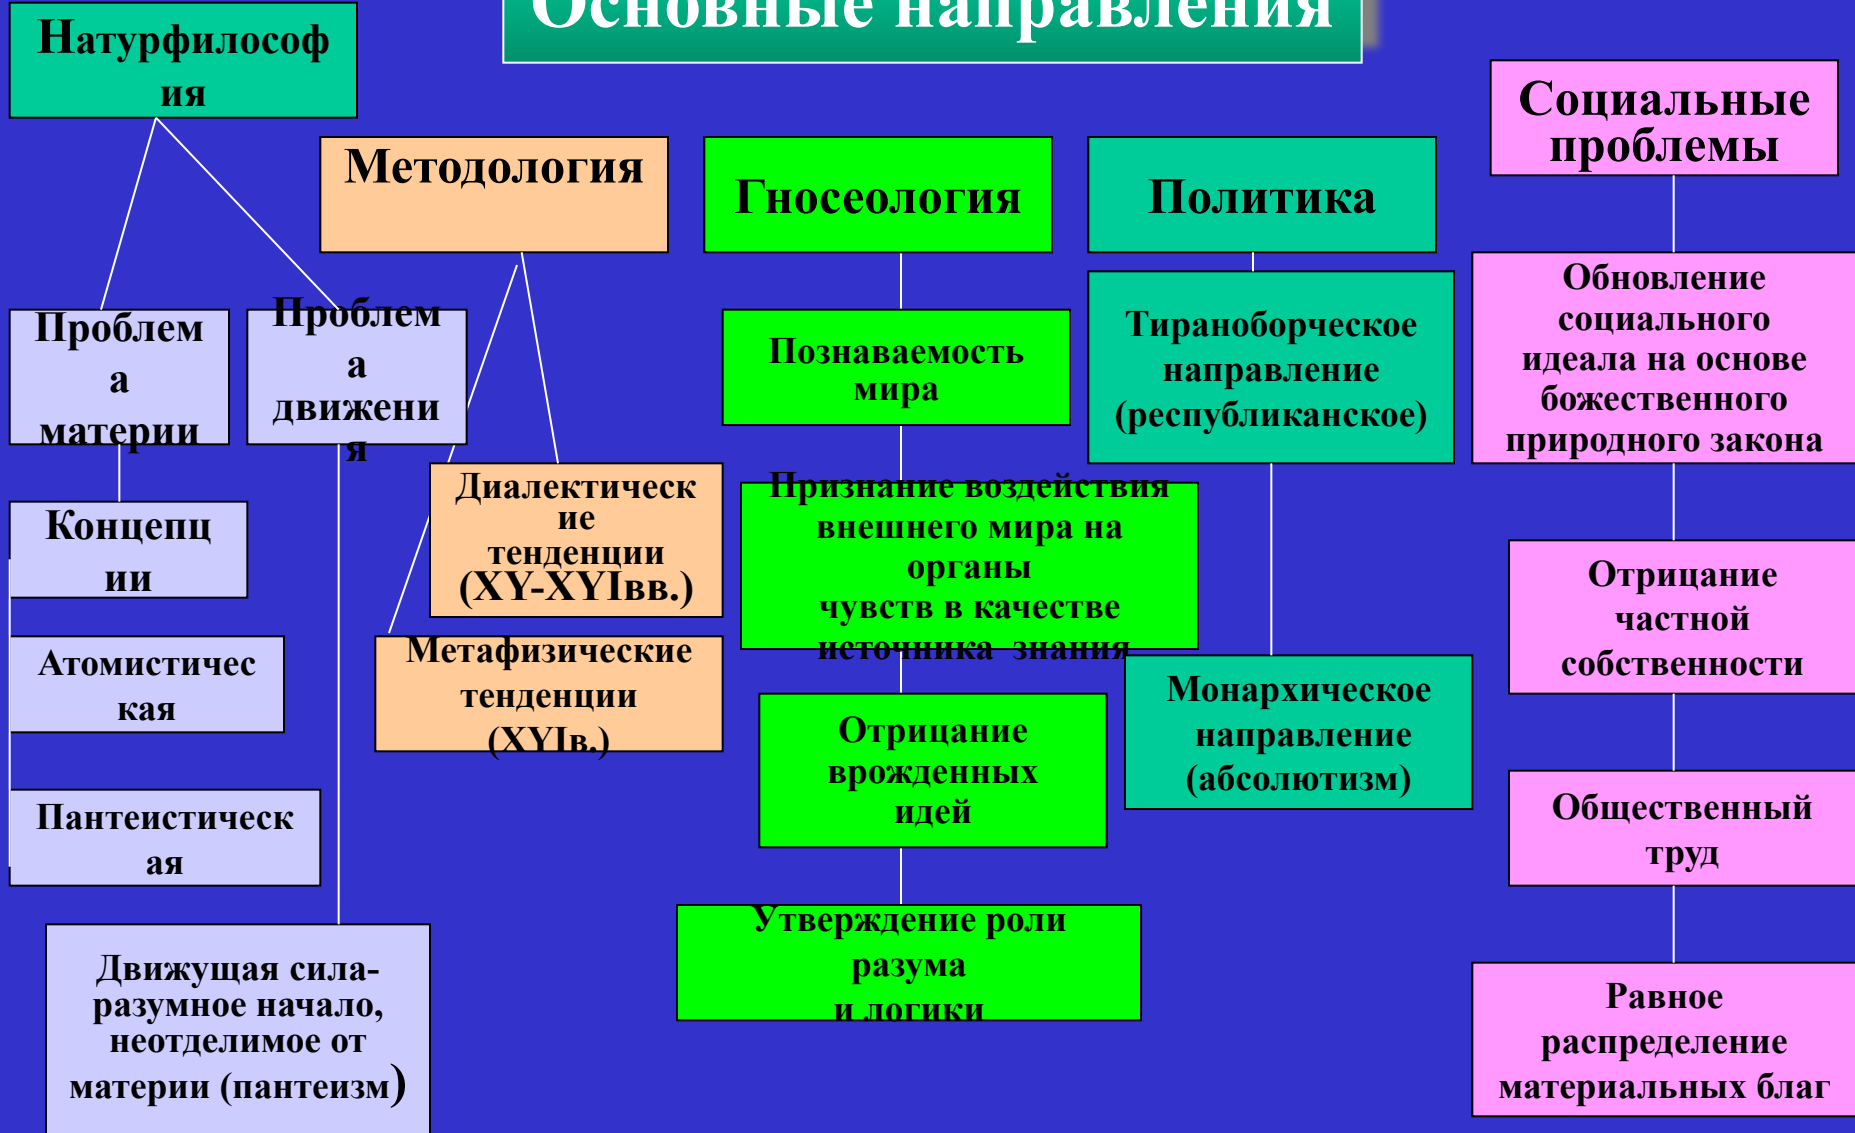 Основные направления
Натурфилософ
ия
Проблем
а
материи
Проблем
а
движени
я
Концепц
ии
Атомистичес
кая
Пантеистическ
ая
Движущая сила-
разумное начало,
неотделимое от
материи (пантеизм)
Методология
Диалектическ
ие
тенденции
(XY-XYIвв.)
Метафизические
тенденции
(XYIв.)
Гносеология
Познаваемость
мира
Признание воздействия
внешнего мира на
органы
чувств в качестве
источника знания
Отрицание
врожденных
идей
Утверждение роли
разума
и логики
Политика
Тираноборческое
направление
(республиканское)
Монархическое
направление
(абсолютизм)
Социальные
проблемы
Обновление
социального
идеала на основе
божественного
природного закона
Отрицание
частной
собственности
Общественный
труд
Равное
распределение
материальных благ